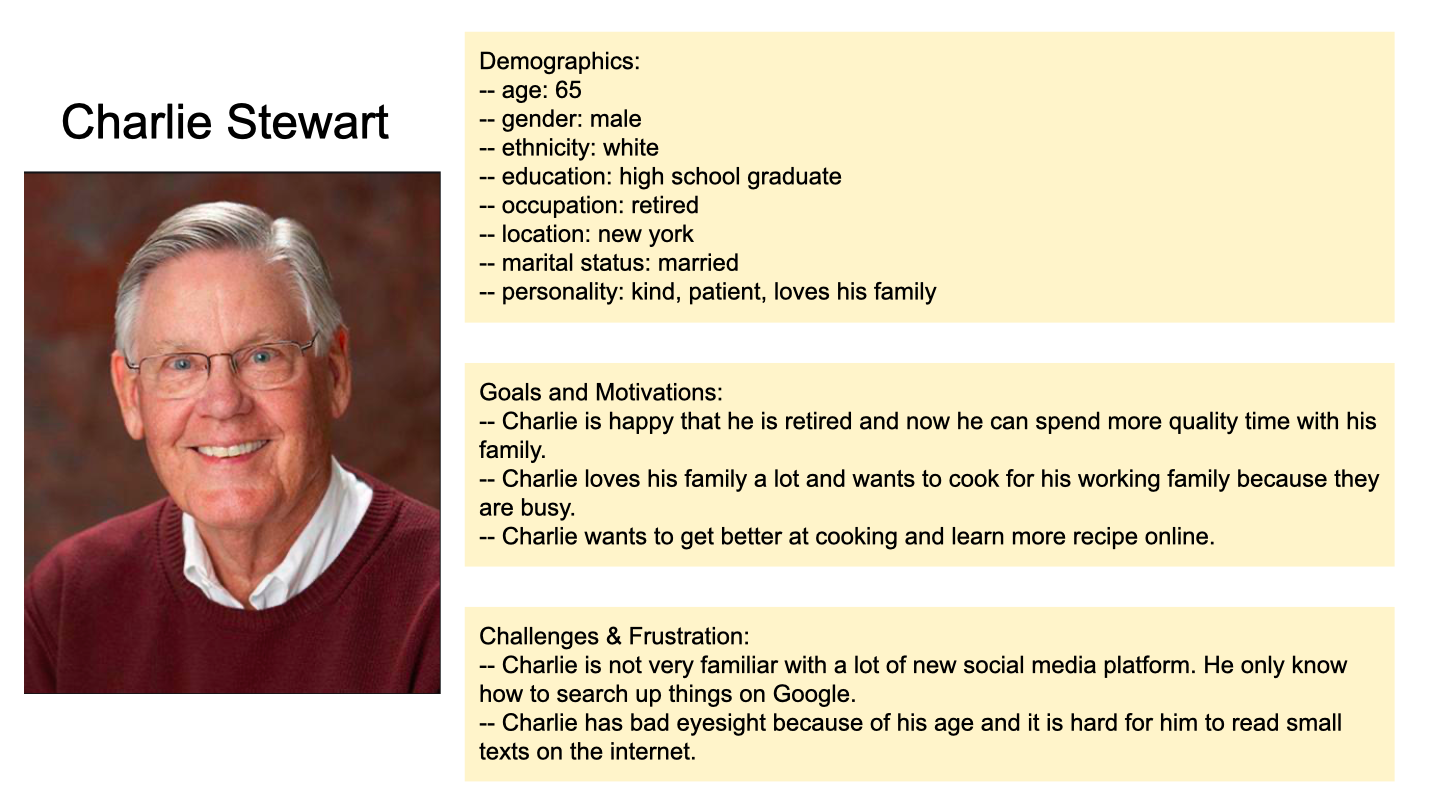 Charlie Stewart
Demographics:
-- age: 65
-- gender: male
-- ethnicity: white
-- education: high school graduate
-- occupation: retired
-- location: new york
-- marital status: married
-- personality: kind, patient, loves his family
Goals and Motivations:
-- Charlie is happy that he is retired and now he can spend more quality time with his
family.
-- Charlie loves his family a lot and wants to cook for his working family because they
are busy.
-- Charlie wants to get better at cooking and learn more recipe online.
Challenges & Frustration:
-- Charlie is not very familiar with a lot of new social media platform. He only know
how to search up things on Google.
-- Charlie has bad eyesight because of his age and it is hard for him to read small
texts on the internet.